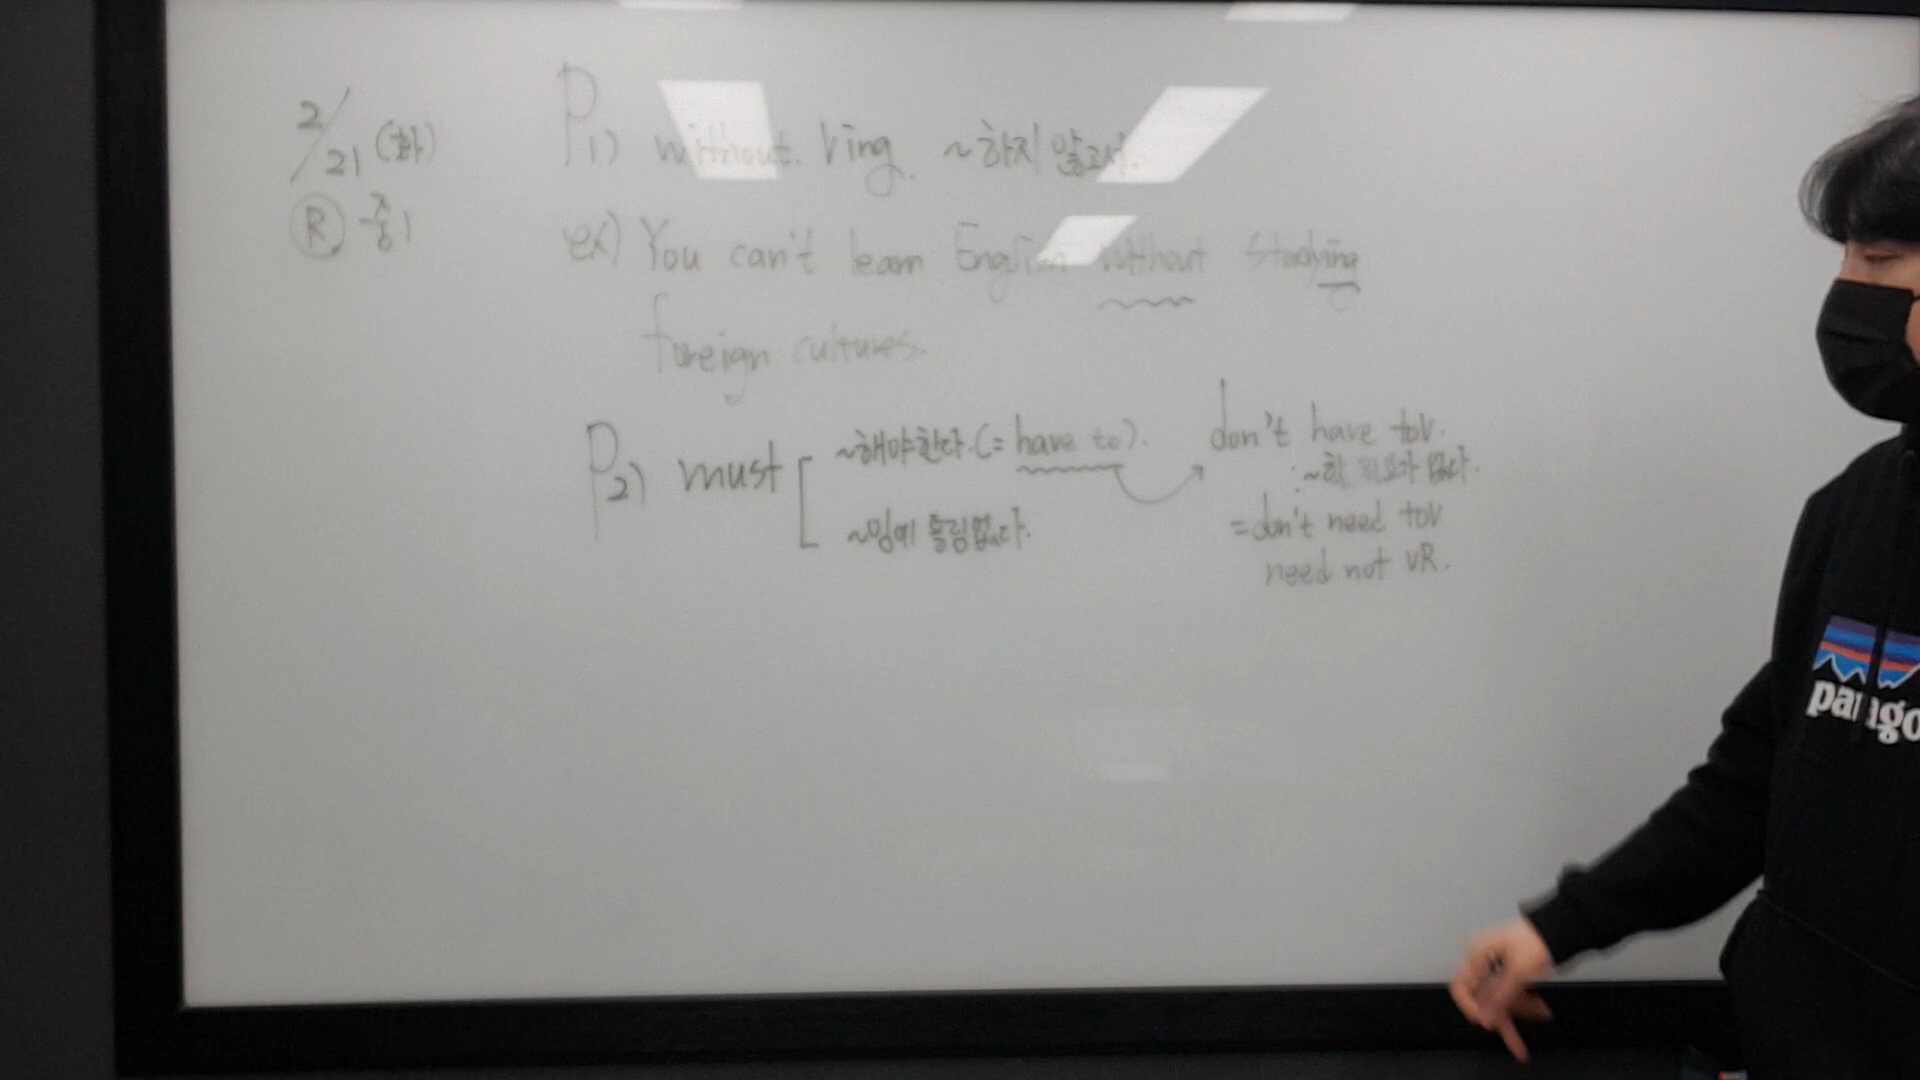 2/21 (화)
Ⓡ 중1
P1) without. Ving. ~하지 않고서.
ex) You can't learn English without studying
foreign cultures.
P2) must [ ~해야한다.(= have to).
~임에 틀림없다.
don't have toV.
: ~할 필요가 없다.
= don't need toV
need not VR.
patago